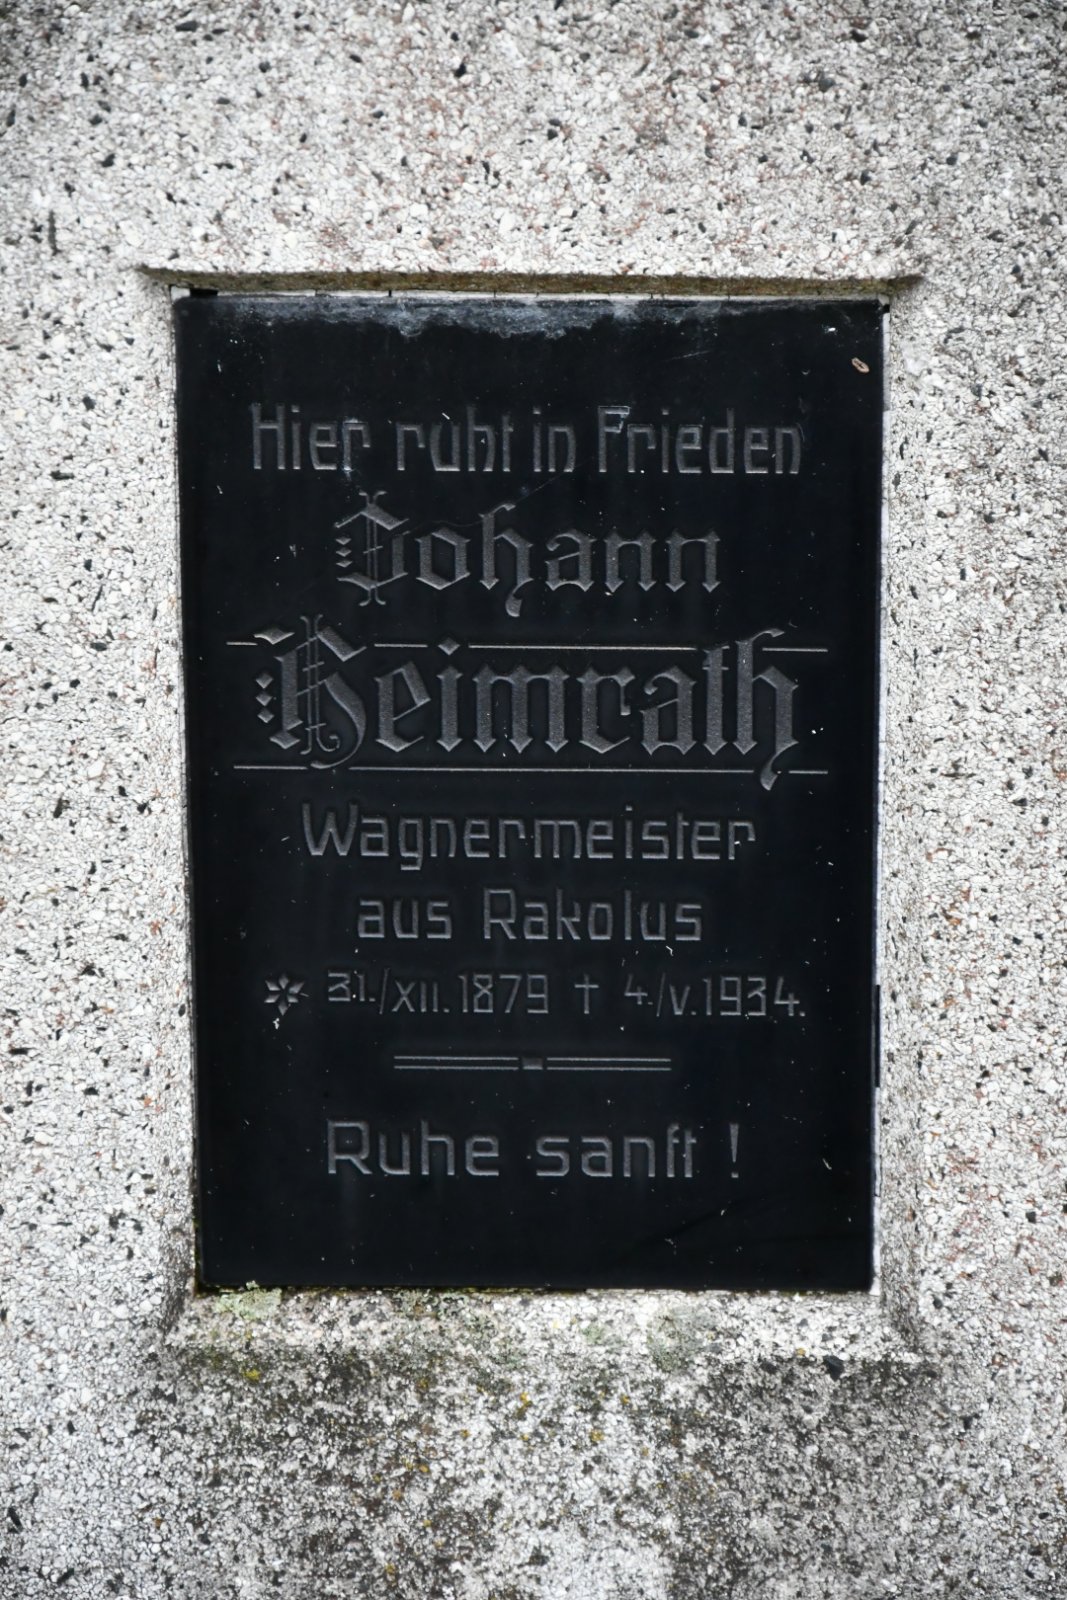 Hier ruht in Frieden
Johann
Heimrath
Wagnermeister
aus Rakolus
* 31./XII. 1879 † 4./V. 1934.
Ruhe sanft !